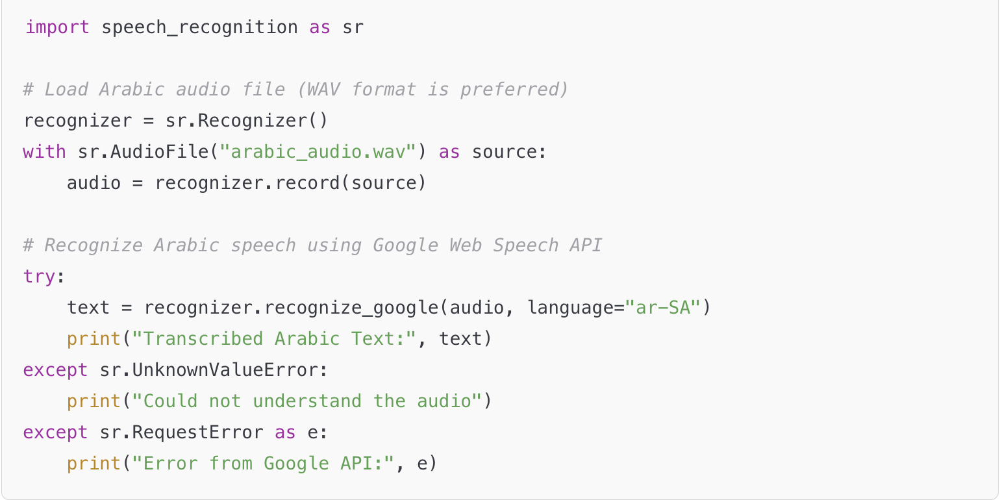 import speech_recognition as sr
# Load Arabic audio file (WAV format is preferred)
recognizer = sr.Recognizer()
with sr.AudioFile("arabic_audio.wav") as source:
    audio = recognizer.record(source)
# Recognize Arabic speech using Google Web Speech API
try:
    text = recognizer.recognize_google(audio, language="ar-SA")
    print("Transcribed Arabic Text:", text)
except sr.UnknownValueError:
    print("Could not understand the audio")
except sr.RequestError as e:
    print("Error from Google API:", e)